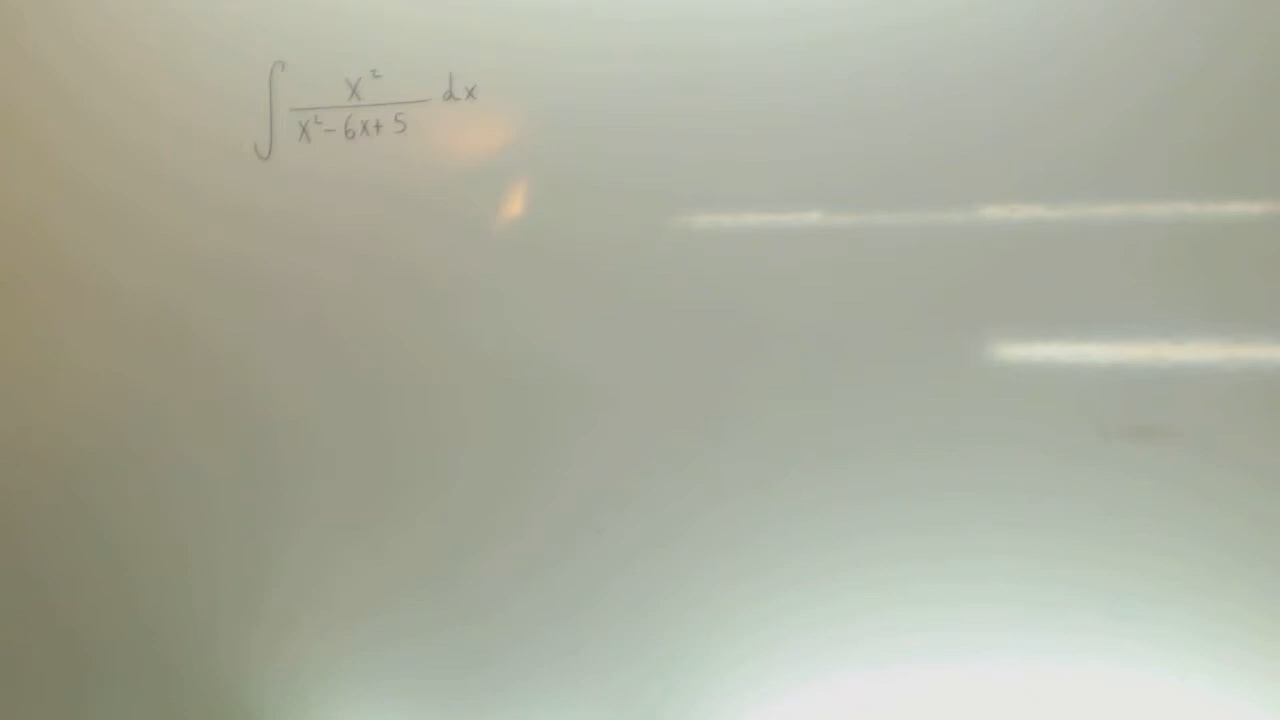 ∫ x² / (x² - 6x + 5) dx